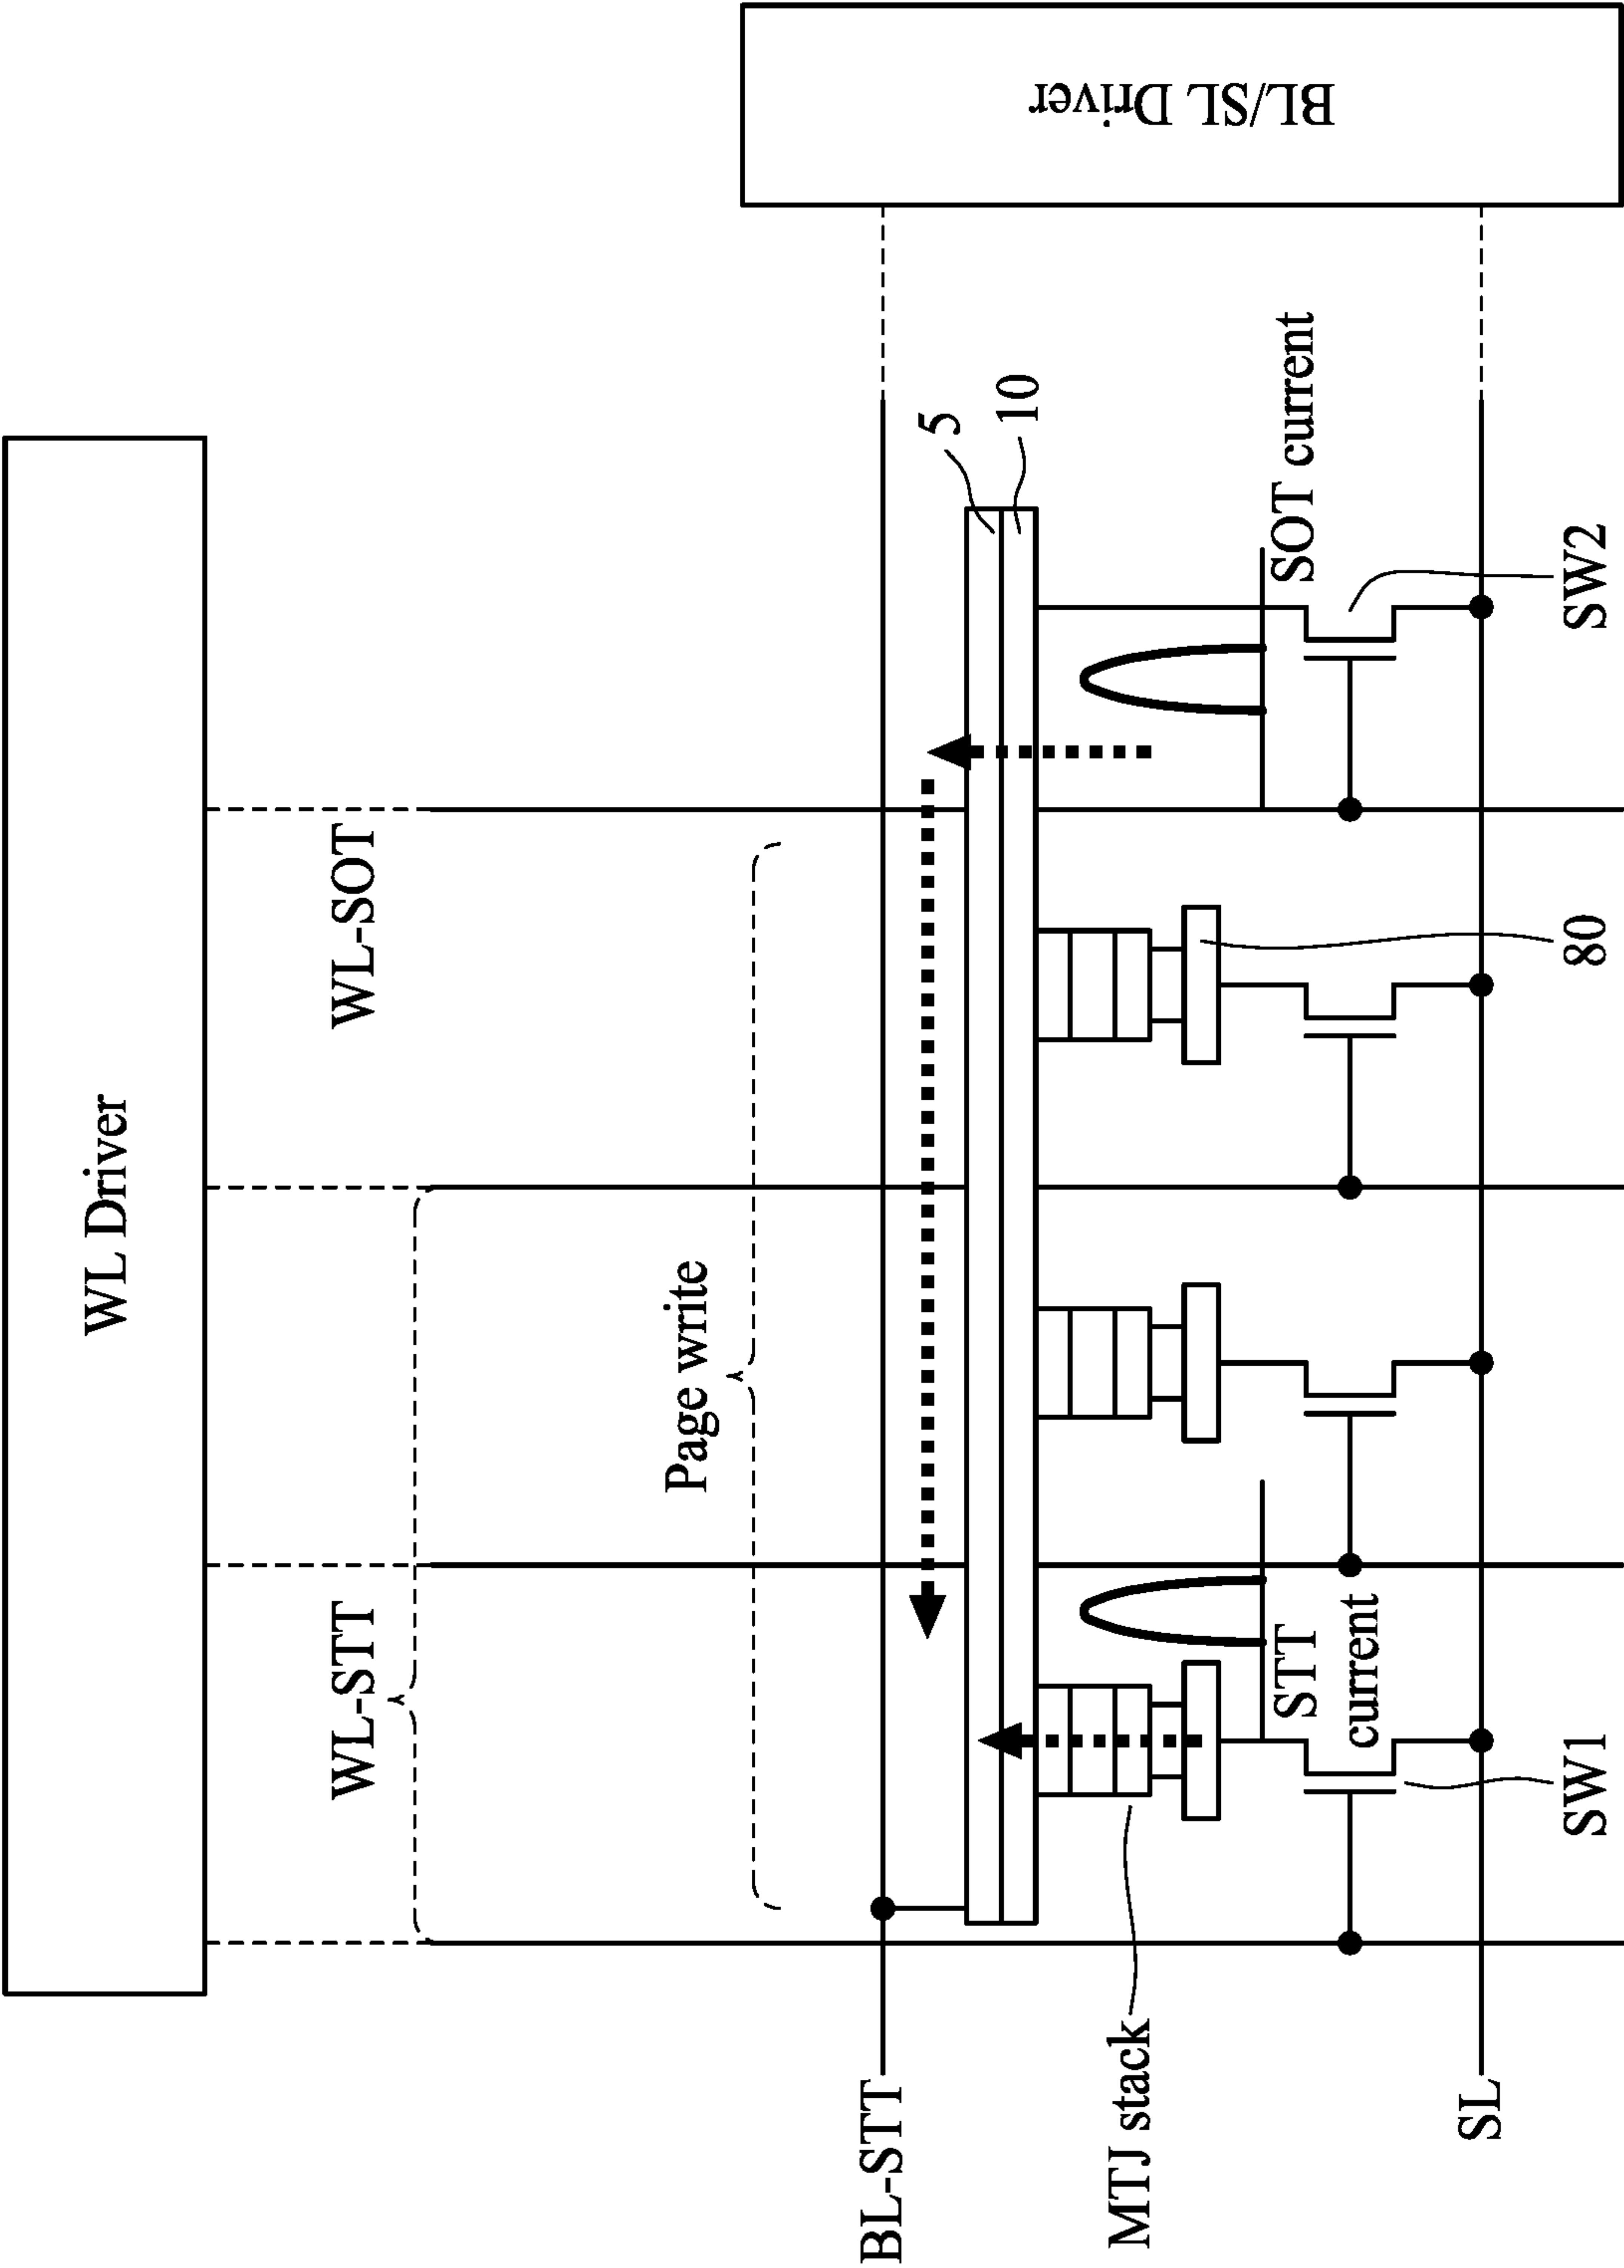 WL Driver
BL/SL Driver
WL-STT
WL-SOT
Page write
BL-STT
5
10
MTJ stack
STT
current
SOT current
SL
SW1
80
SW2